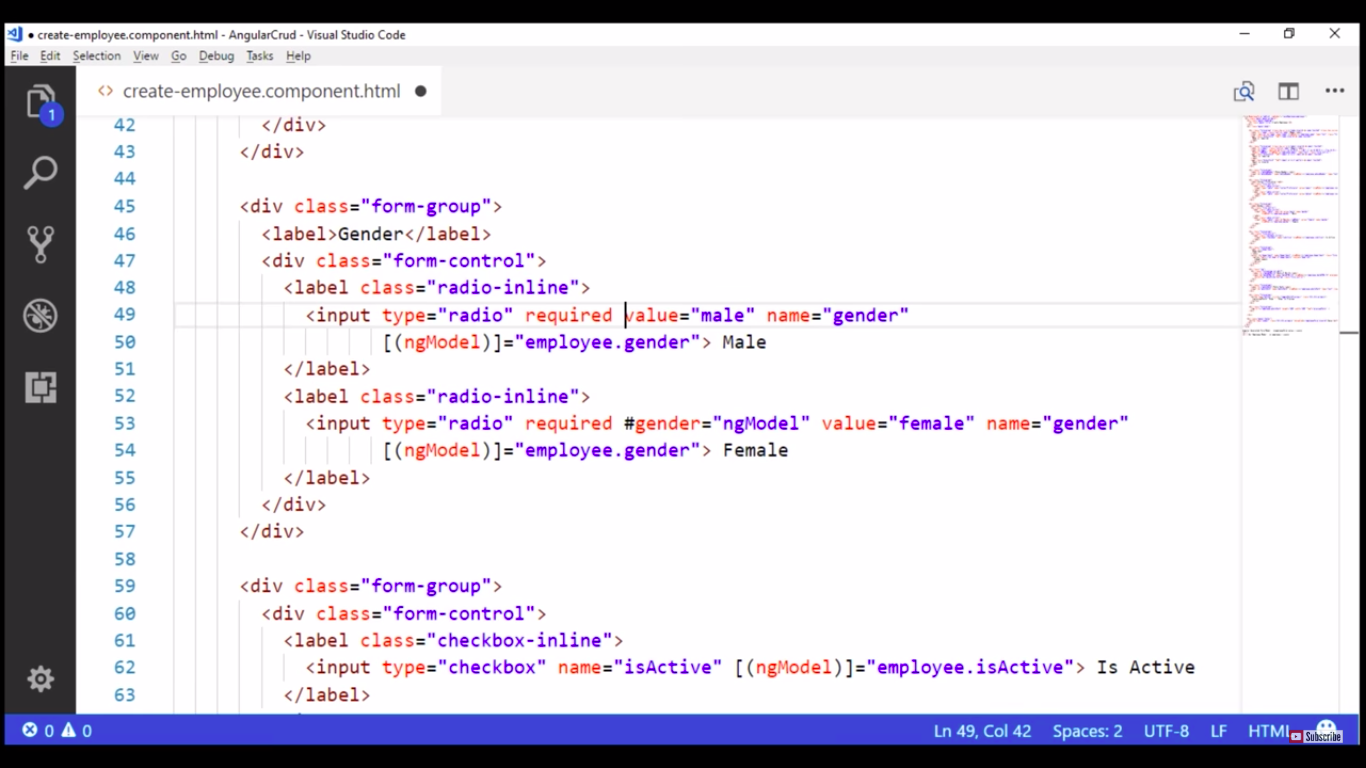 ● create-employee.component.html - AngularCrud - Visual Studio Code
File Edit Selection View Go Debug Tasks Help
<> create-employee.component.html ●
1
42 </div>
43 </div>
44
45 <div class="form-group">
46 <label>Gender</label>
47 <div class="form-control">
48 <label class="radio-inline">
49 <input type="radio" required value="male" name="gender"
50 [(ngModel)]="employee.gender"> Male
51 </label>
52 <label class="radio-inline">
53 <input type="radio" required #gender="ngModel" value="female" name="gender"
54 [(ngModel)]="employee.gender"> Female
55 </label>
56 </div>
57 </div>
58
59 <div class="form-group">
60 <div class="form-control">
61 <label class="checkbox-inline">
62 <input type="checkbox" name="isActive" [(ngModel)]="employee.isActive"> Is Active
63 </label>
0 0 Ln 49, Col 42 Spaces: 2 UTF-8 LF HTML
Subscribe